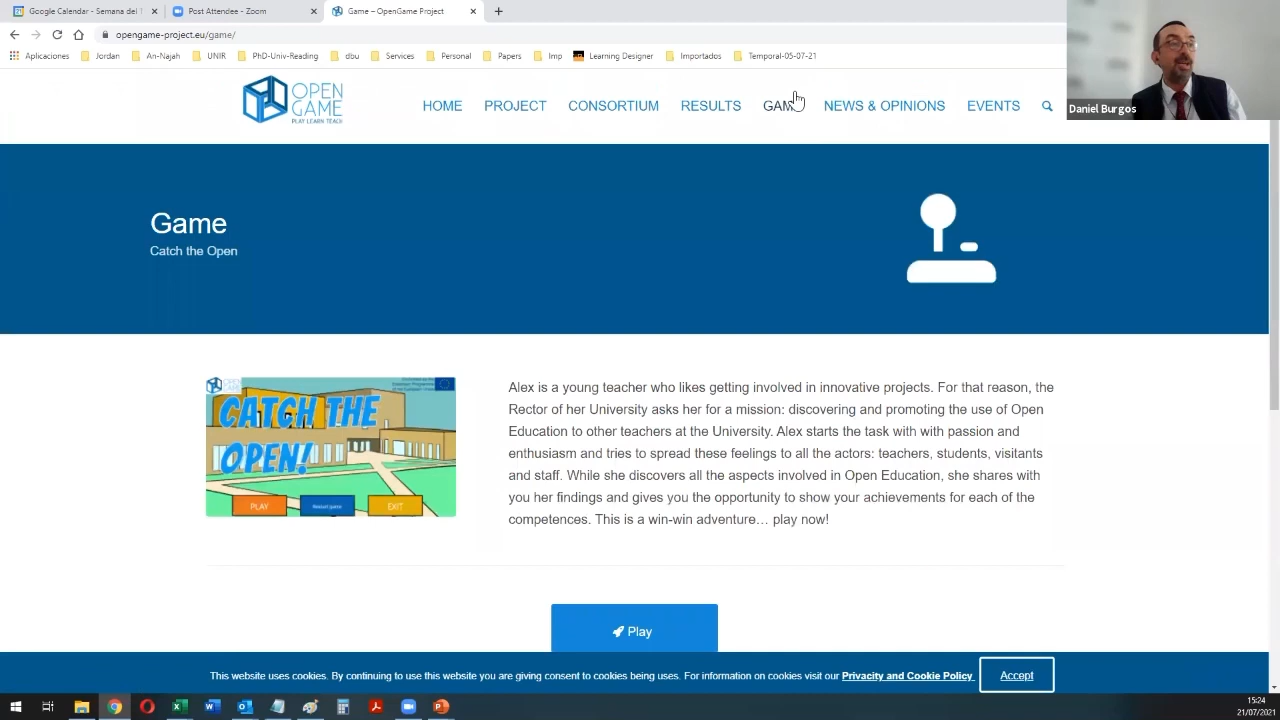 Google Calendar - Semana del 1
Post Attendee - Zoom
Game – OpenGame Project
opengame-project.eu/game/
Aplicaciones
Jordan
An-Najah
UNIR
PhD-Univ-Reading
dbu
Services
Personal
Papers
Imp
Learning Designer
Importados
Temporal-05-07-21
Daniel Burgos
OPEN
GAME
PLAY LEARN TEACH
HOME
PROJECT
CONSORTIUM
RESULTS
GAM
NEWS & OPINIONS
EVENTS
Game
Catch the Open
CATCH THE
OPEN!
PLAY
Restart game
EXIT
Alex is a young teacher who likes getting involved in innovative projects. For that reason, the
Rector of her University asks her for a mission: discovering and promoting the use of Open
Education to other teachers at the University. Alex starts the task with with passion and
enthusiasm and tries to spread these feelings to all the actors: teachers, students, visitants
and staff. While she discovers all the aspects involved in Open Education, she shares with
you her findings and gives you the opportunity to show your achievements for each of the
competences. This is a win-win adventure… play now!
Play
This website uses cookies. By continuing to use this website you are giving consent to cookies being uses. For information on cookies visit our Privacity and Cookie Policy
Accept
15:24
21/07/2021